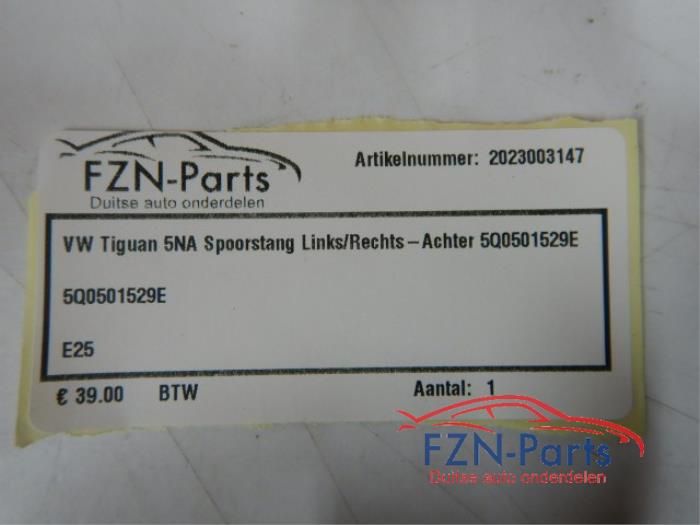 FZN-Parts
Duitse auto onderdelen
Artikelnummer: 2023003147
VW Tiguan 5NA Spoorstang Links/Rechts – Achter 5Q0501529E
5Q0501529E
E25
€ 39.00 BTW Aantal: 1
FZN-Parts
Duitse auto onderdelen